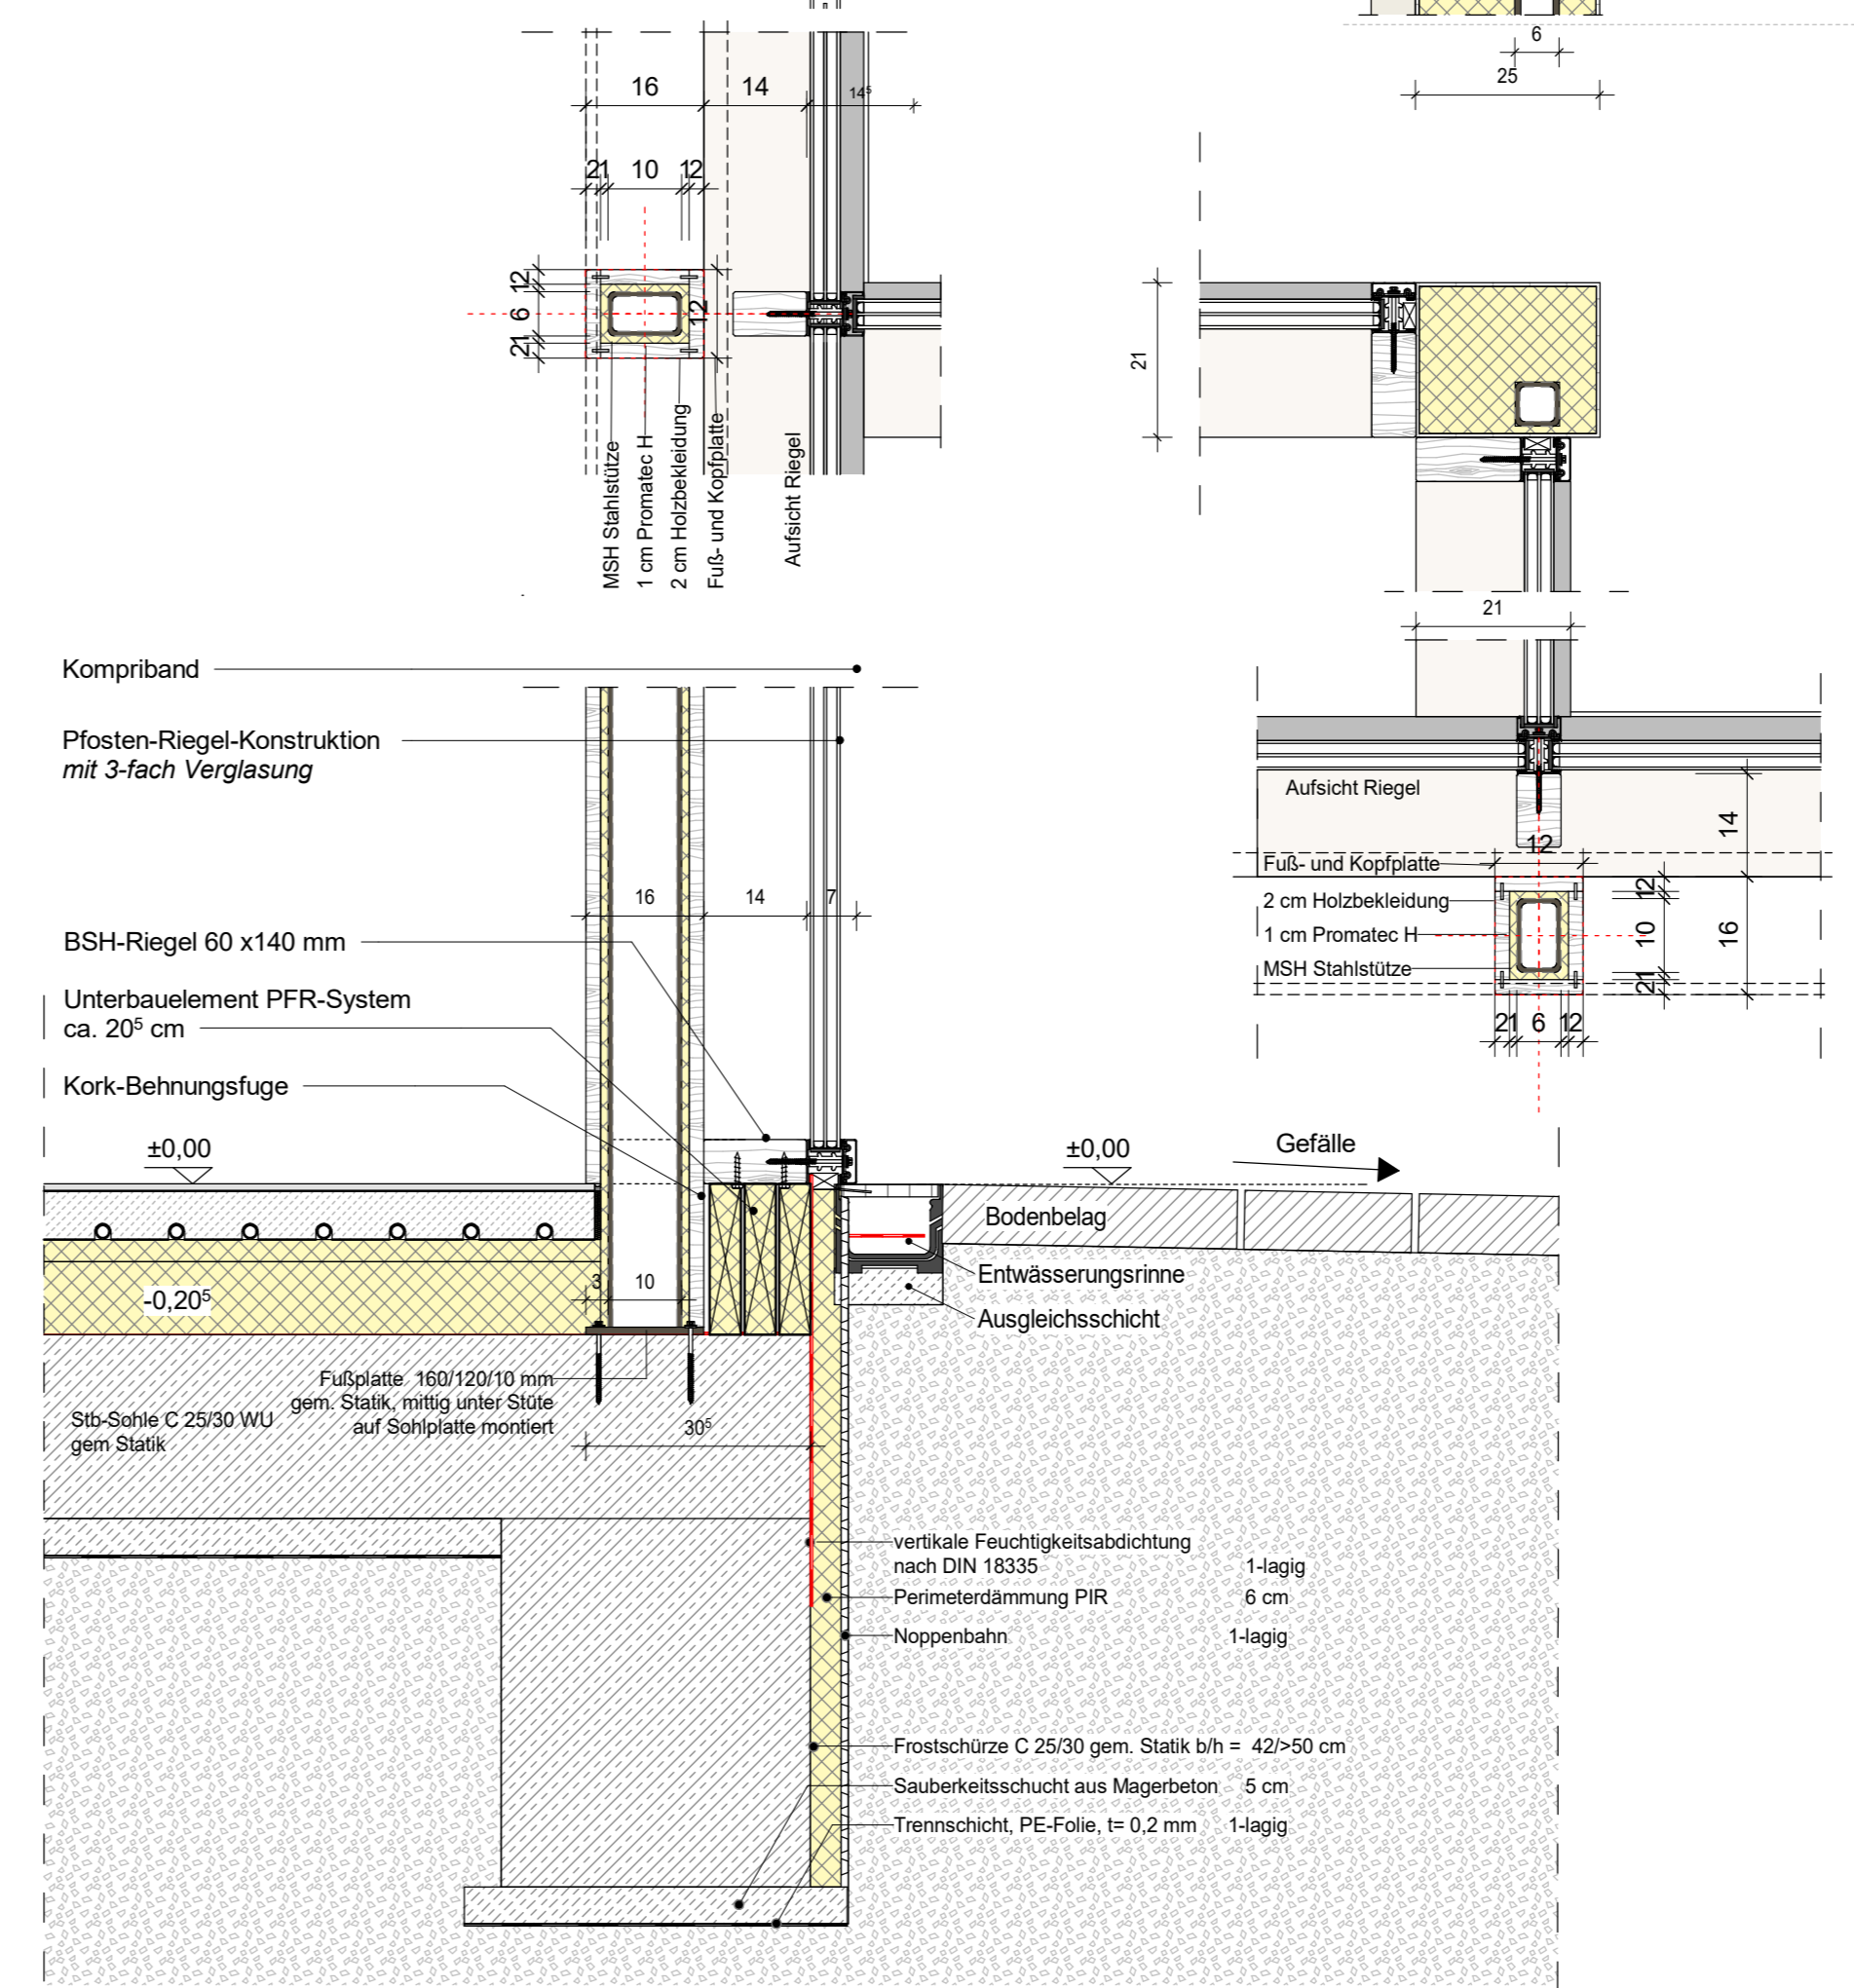 6
25
16 14 14⁵
21 10 12
12
6
21
12
MSH Stahlstütze
1 cm Promatec H
2 cm Holzbekleidung
Fuß- und Kopfplatte
Aufsicht Riegel
21
21
Kompriband
Pfosten-Riegel-Konstruktion
mit 3-fach Verglasung
16 14 7
BSH-Riegel 60 x140 mm
Unterbauelement PFR-System
ca. 20⁵ cm
Kork-Behnungsfuge
Aufsicht Riegel
14
12
Fuß- und Kopfplatte
2 cm Holzbekleidung
1 cm Promatec H
MSH Stahlstütze
12
10
21
16
21 6 12
±0,00
±0,00
Gefälle
Bodenbelag
Entwässerungsrinne
Ausgleichsschicht
-0,20⁵
3 10
Fußplatte 160/120/10 mm
gem. Statik, mittig unter Stüte
auf Sohlplatte montiert
Stb-Sohle C 25/30 WU
gem Statik
30⁵
vertikale Feuchtigkeitsabdichtung
nach DIN 18335 1-lagig
Perimeterdämmung PIR 6 cm
Noppenbahn 1-lagig
Frostschürze C 25/30 gem. Statik b/h = 42/>50 cm
Sauberkeitsschucht aus Magerbeton 5 cm
Trennschicht, PE-Folie, t= 0,2 mm 1-lagig